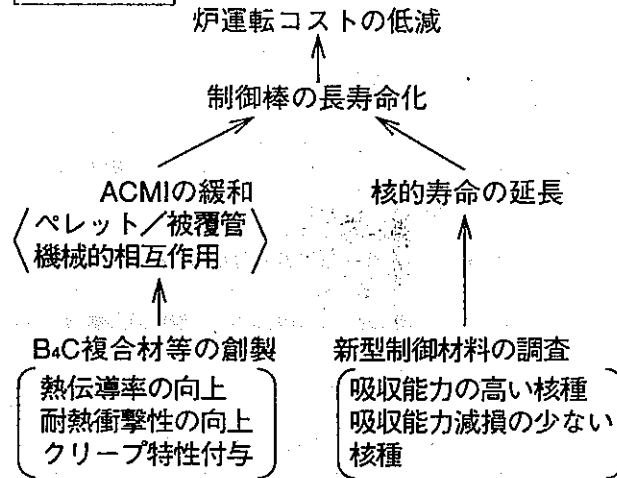 炉運転コストの低減
制御棒の長寿命化
ACMIの緩和
核的寿命の延長
ペレット/被覆管
機械的相互作用
B₄C複合材等の創製
新型制御材料の調査
熱伝導率の向上
耐熱衝撃性の向上
クリープ特性付与
吸収能力の高い核種
吸収能力減損の少ない
核種